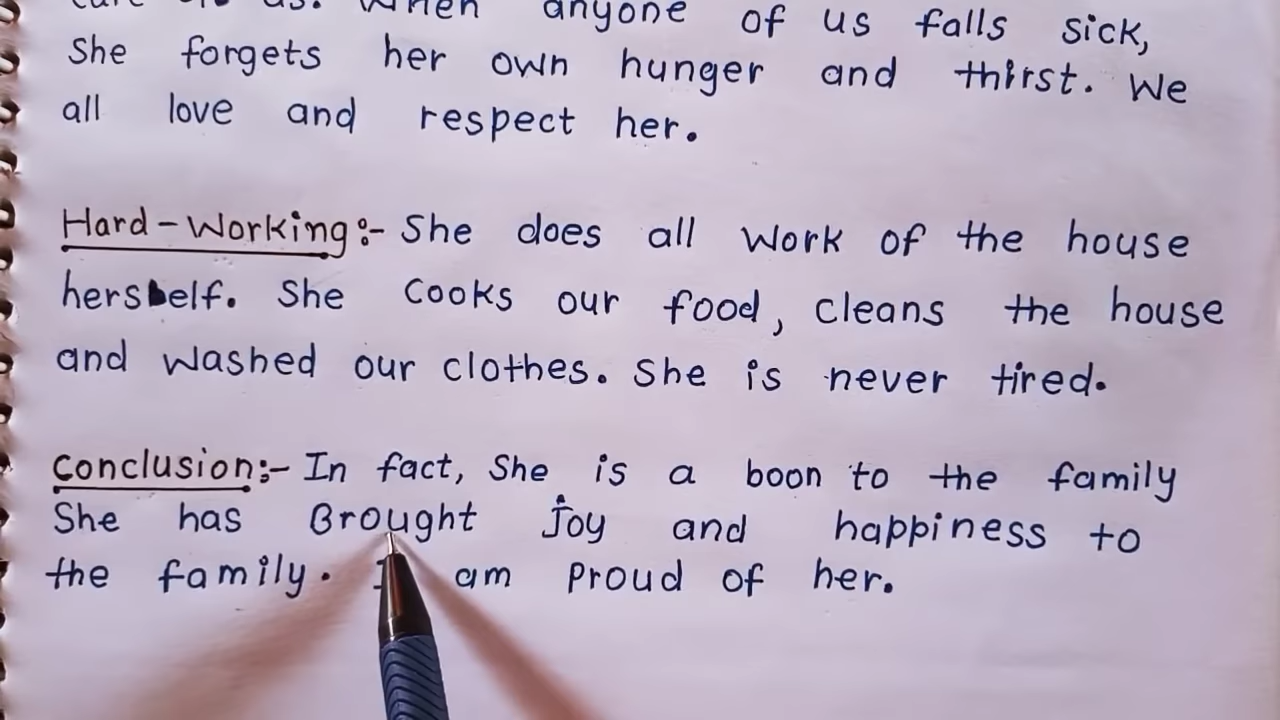 anyone of us falls sick,
She forgets her own hunger and thirst. We
all love and respect her.
Hard-Working:- She does all work of the house
herself. She cooks our food, cleans the house
and washed our clothes. She is never tired.
Conclusion:- In fact, She is a boon to the family
She has Brought Joy and happiness to
the family. I am Proud of her.